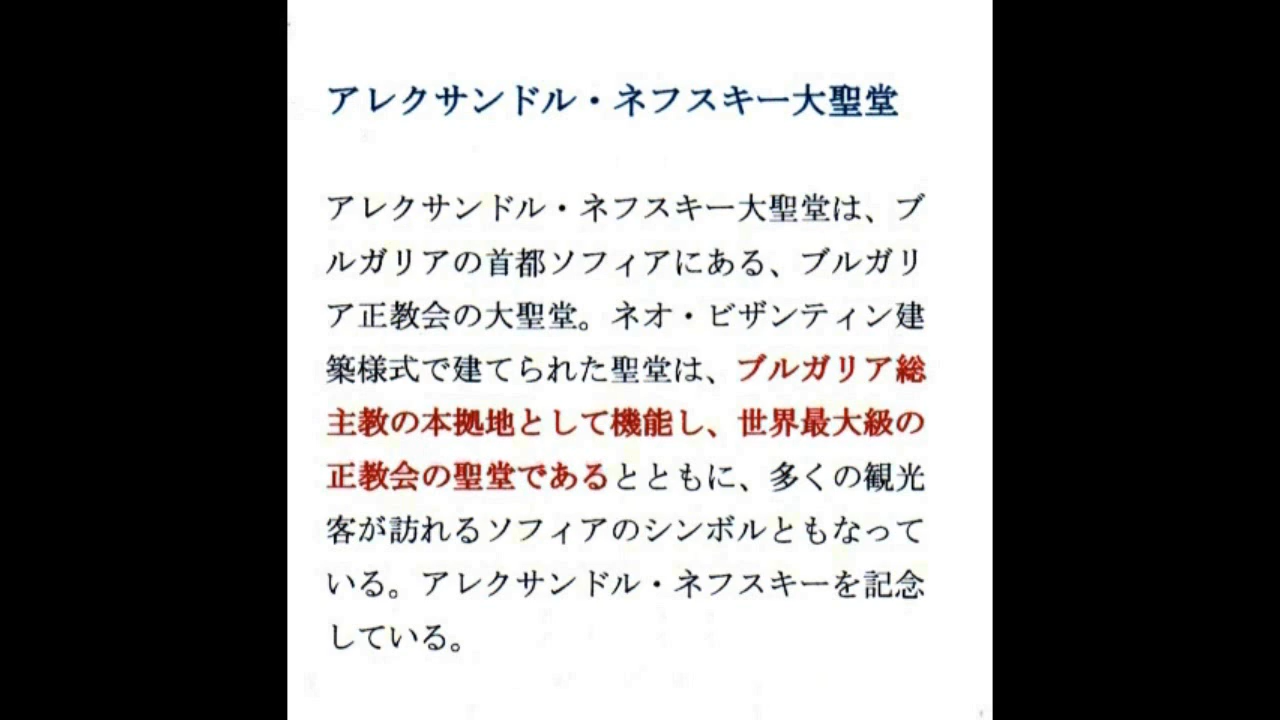 アレクサンドル・ネフスキー大聖堂
アレクサンドル・ネフスキー大聖堂は、ブ
ルガリアの首都ソフィアにある、ブルガリ
ア正教会の大聖堂。ネオ・ビザンティン建
築様式で建てられた聖堂は、ブルガリア総
主教の本拠地として機能し、世界最大級の
正教会の聖堂であるとともに、多くの観光
客が訪れるソフィアのシンボルともなって
いる。アレクサンドル・ネフスキーを記念
している。